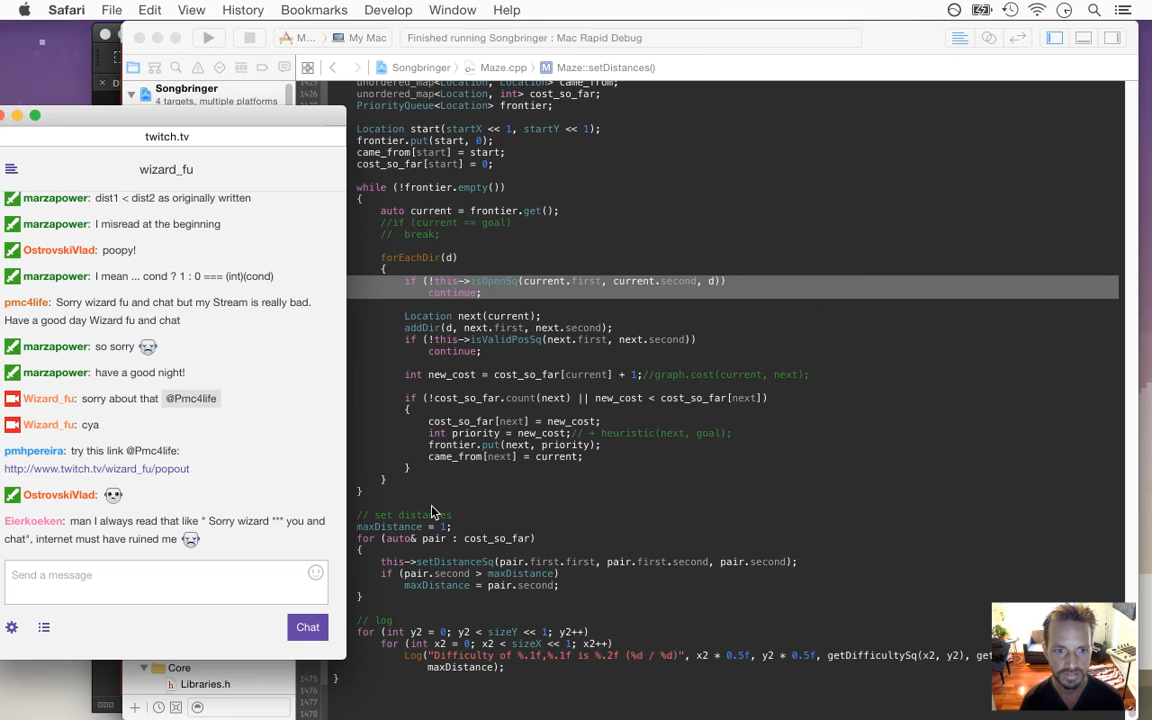 Safari File Edit View History Bookmarks Develop Window Help
M... My Mac Finished running Songbringer : Mac Rapid Debug
Songbringer Maze.cpp Maze::setDistances()
Songbringer
4 targets, multiple platforms
twitch.tv
wizard_fu
marzapower: dist1 < dist2 as originally written
marzapower: I misread at the beginning
OstrovskiVlad: poopy!
marzapower: I mean ... cond ? 1 : 0 === (int)(cond)
pmc4life: Sorry wizard fu and chat but my Stream is really bad.
Have a good day Wizard fu and chat
marzapower: so sorry
marzapower: have a good night!
Wizard_fu: sorry about that @Pmc4life
Wizard_fu: cya
pmhpereira: try this link @Pmc4life:
http://www.twitch.tv/wizard_fu/popout
OstrovskiVlad:
Eierkoeken: man I always read that like " Sorry wizard *** you and
chat", internet must have ruined me
Send a message
Chat
Core
Libraries.h
1426
unordered_map<Location, Location> came_from;
unordered_map<Location, int> cost_so_far;
PriorityQueue<Location> frontier;
Location start(startX << 1, startY << 1);
frontier.put(start, 0);
came_from[start] = start;
cost_so_far[start] = 0;
while (!frontier.empty())
{
auto current = frontier.get();
//if (current == goal)
// break;
forEachDir(d)
{
if (!this->isOpenSq(current.first, current.second, d))
continue;
Location next(current);
addDir(d, next.first, next.second);
if (!this->isValidPosSq(next.first, next.second))
continue;
int new_cost = cost_so_far[current] + 1;//graph.cost(current, next);
if (!cost_so_far.count(next) || new_cost < cost_so_far[next])
{
cost_so_far[next] = new_cost;
int priority = new_cost;// + heuristic(next, goal);
frontier.put(next, priority);
came_from[next] = current;
}
}
}
// set distances
maxDistance = 1;
for (auto& pair : cost_so_far)
{
this->setDistanceSq(pair.first.first, pair.first.second, pair.second);
if (pair.second > maxDistance)
maxDistance = pair.second;
}
// log
for (int y2 = 0; y2 < sizeY << 1; y2++)
for (int x2 = 0; x2 < sizeX << 1; x2++)
Log("Difficulty of %.1f,%.1f is %.2f (%d / %d)", x2 * 0.5f, y2 * 0.5f, getDifficultySq(x2, y2), get
maxDistance);
1475 }
1476
1477
1478